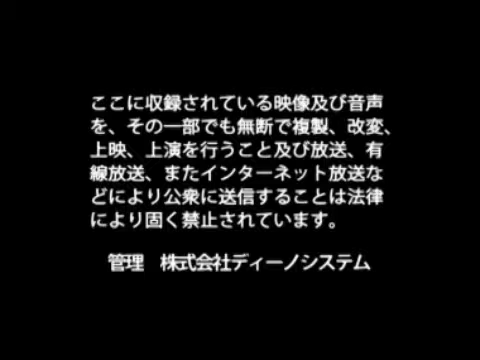 ここに収録されている映像及び音声
を、その一部でも無断で複製、改変、
上映、上演を行うこと及び放送、有
線放送、またインターネット放送な
どにより公衆に送信することは法律
により固く禁止されています。
管理　株式会社ディーノシステム